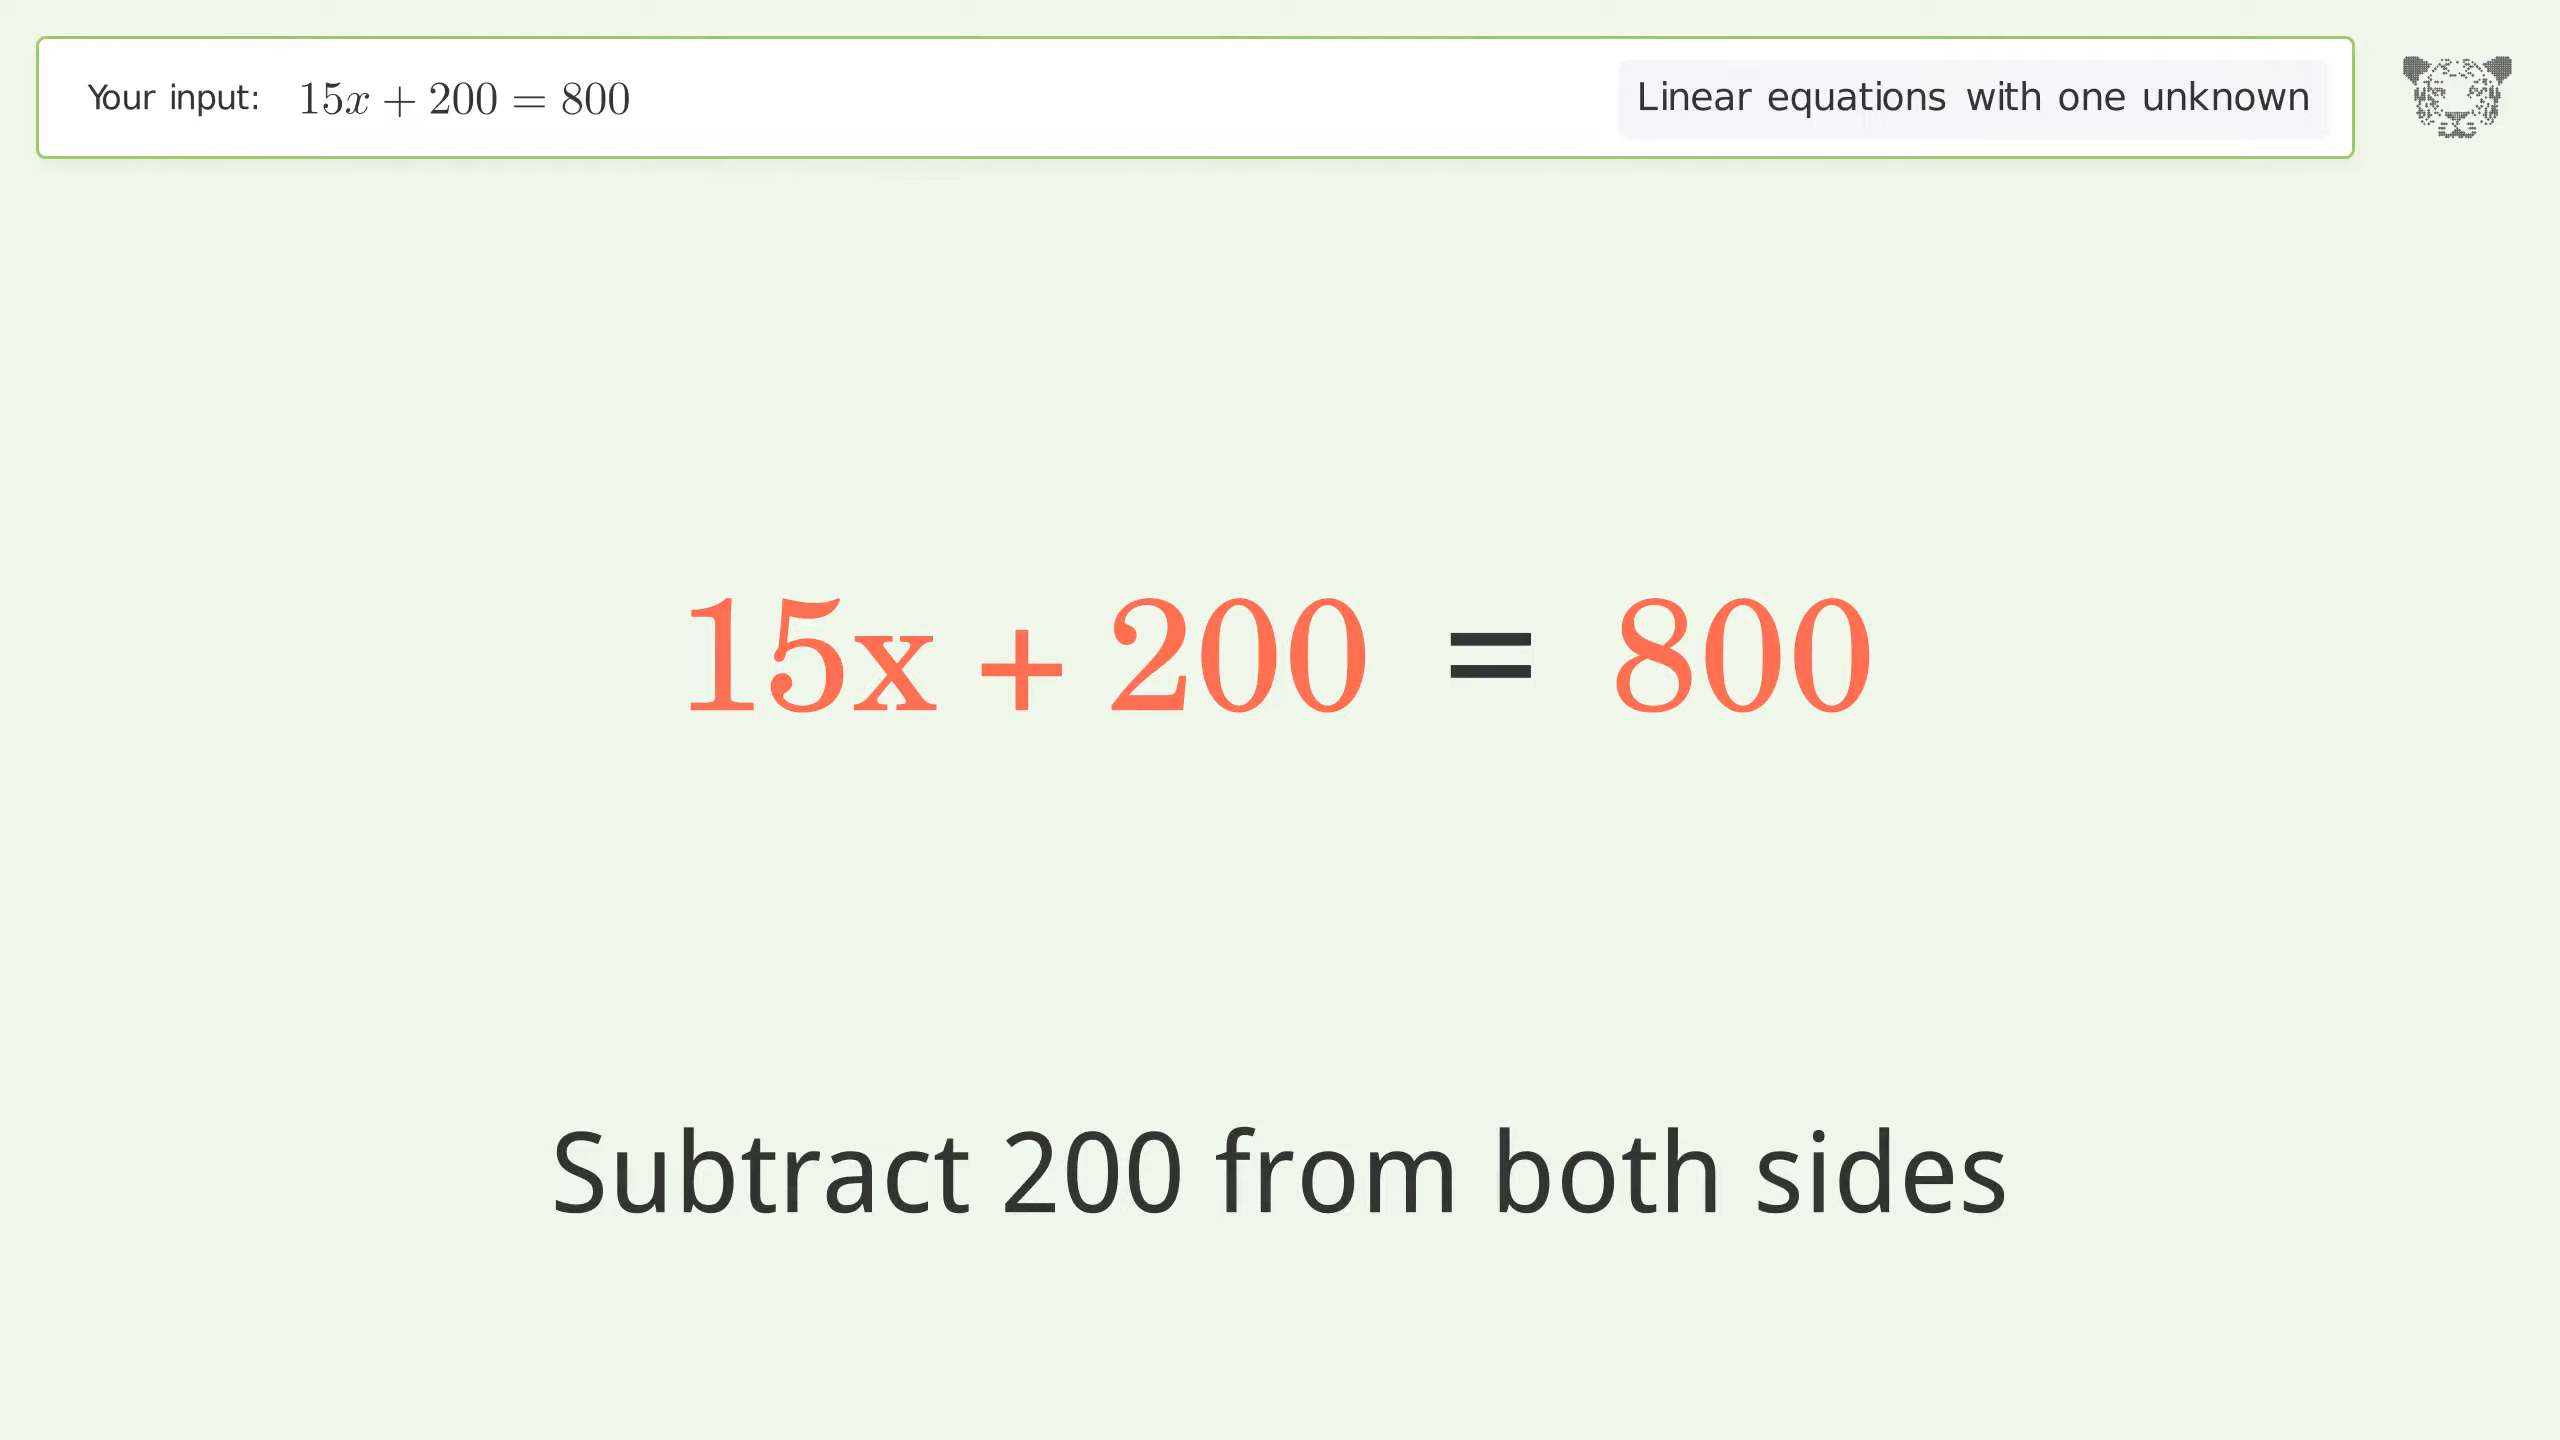 Your input: 15x + 200 = 800
Linear equations with one unknown
15x + 200 = 800
Subtract 200 from both sides